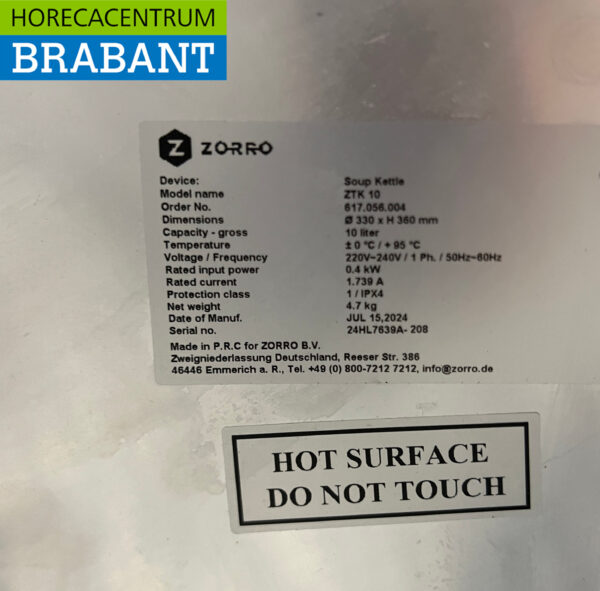 HORECACENTRUM
BRABANT
Z ZORRO
Device: Soup Kettle
Model name ZTK 10
Order No. 617.056.004
Dimensions Ø 330 x H 360 mm
Capacity - gross 10 liter
Temperature ± 0 °C / + 95 °C
Voltage / Frequency 220V~240V / 1 Ph. / 50Hz~60Hz
Rated input power 0.4 kW
Rated current 1.739 A
Protection class 1 / IPX4
Net weight 4.7 kg
Date of Manuf. JUL 15,2024
Serial no. 24HL7639A- 208
Made in P.R.C for ZORRO B.V.
Zweigniederlassung Deutschland, Reeser Str. 386
46446 Emmerich a. R., Tel. +49 (0) 800-7212 7212, info@zorro.de
HOT SURFACE
DO NOT TOUCH